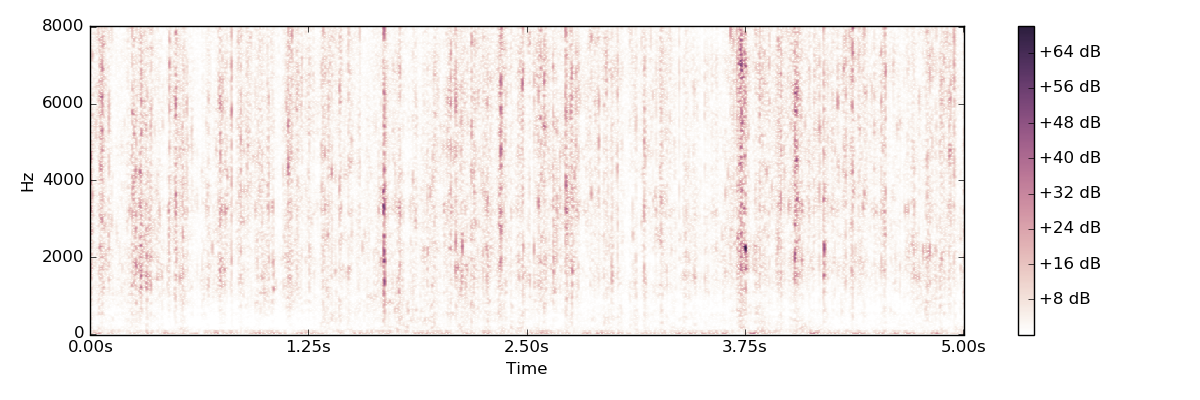 8000
6000
4000
2000
0
Hz
0.00s
1.25s
2.50s
3.75s
5.00s
Time
+64 dB
+56 dB
+48 dB
+40 dB
+32 dB
+24 dB
+16 dB
+8 dB